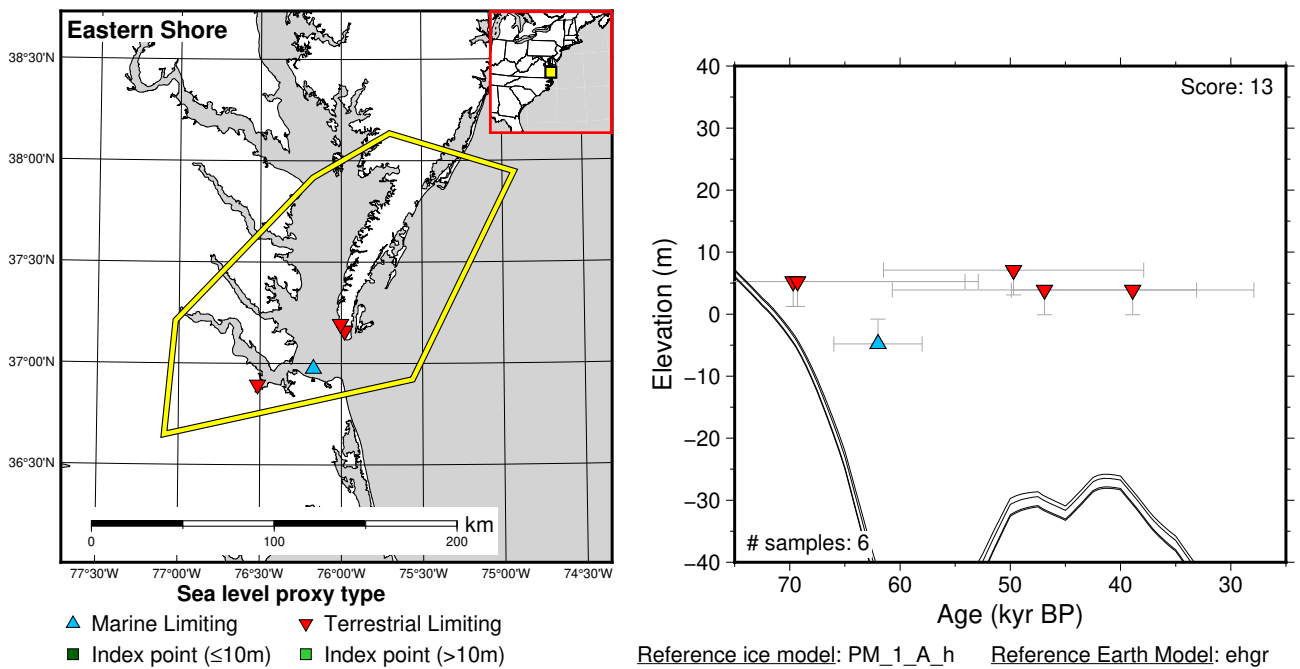 Eastern Shore
38°30'N
38°00'N
37°30'N
37°00'N
36°30'N
km
0
100
200
77°30'W
77°00'W
76°30'W
76°00'W
75°30'W
75°00'W
74°30'W
Sea level proxy type
Marine Limiting
Terrestrial Limiting
Index point (≤10m)
Index point (>10m)
Score: 13
40
30
20
10
0
−10
−20
−30
−40
Elevation (m)
# samples: 6
70
60
50
40
30
Age (kyr BP)
Reference ice model: PM_1_A_h
Reference Earth Model: ehgr